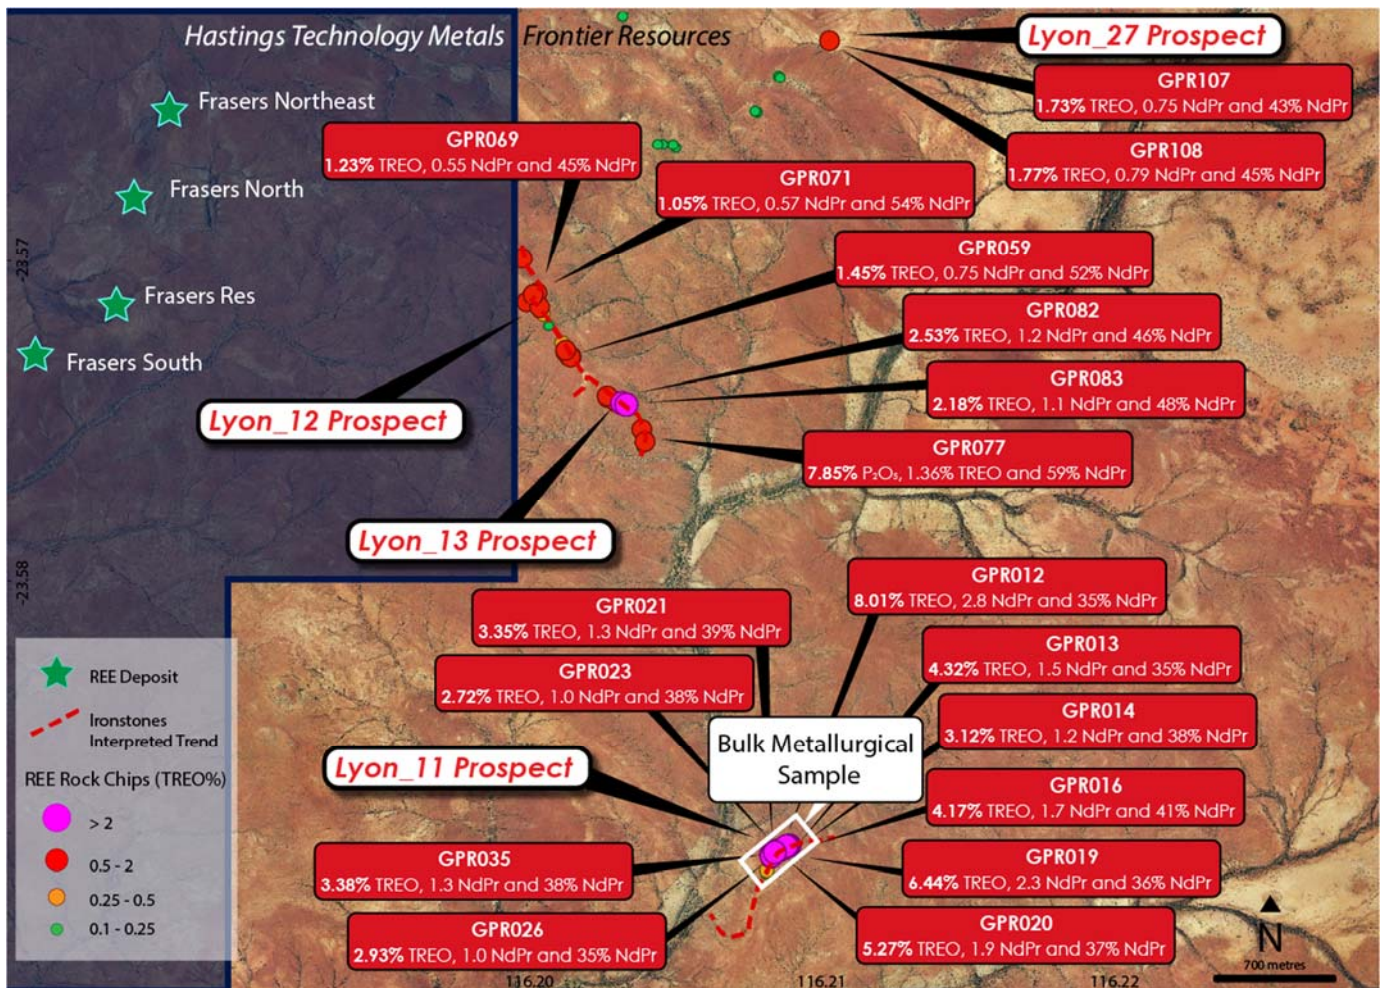 Hastings Technology Metals
Frontier Resources
Lyon_27 Prospect
Frasers Northeast
GPR107
1.73% TREO, 0.75 NdPr and 43% NdPr
GPR069
1.23% TREO, 0.55 NdPr and 45% NdPr
GPR108
1.77% TREO, 0.79 NdPr and 45% NdPr
Frasers North
GPR071
1.05% TREO, 0.57 NdPr and 54% NdPr
-23.57
GPR059
1.45% TREO, 0.75 NdPr and 52% NdPr
Frasers Res
GPR082
2.53% TREO, 1.2 NdPr and 46% NdPr
Frasers South
GPR083
2.18% TREO, 1.1 NdPr and 48% NdPr
Lyon_12 Prospect
GPR077
7.85% P₂O₅, 1.36% TREO and 59% NdPr
Lyon_13 Prospect
-23.58
GPR012
8.01% TREO, 2.8 NdPr and 35% NdPr
GPR021
3.35% TREO, 1.3 NdPr and 39% NdPr
GPR013
4.32% TREO, 1.5 NdPr and 35% NdPr
GPR023
2.72% TREO, 1.0 NdPr and 38% NdPr
GPR014
3.12% TREO, 1.2 NdPr and 38% NdPr
Bulk Metallurgical
Sample
Lyon_11 Prospect
GPR016
4.17% TREO, 1.7 NdPr and 41% NdPr
GPR035
3.38% TREO, 1.3 NdPr and 38% NdPr
GPR019
6.44% TREO, 2.3 NdPr and 36% NdPr
GPR026
2.93% TREO, 1.0 NdPr and 35% NdPr
GPR020
5.27% TREO, 1.9 NdPr and 37% NdPr
REE Deposit
Ironstones
Interpreted Trend
REE Rock Chips (TREO%)
> 2
0.5 - 2
0.25 - 0.5
0.1 - 0.25
N
700 metres
116.20
116.21
116.22